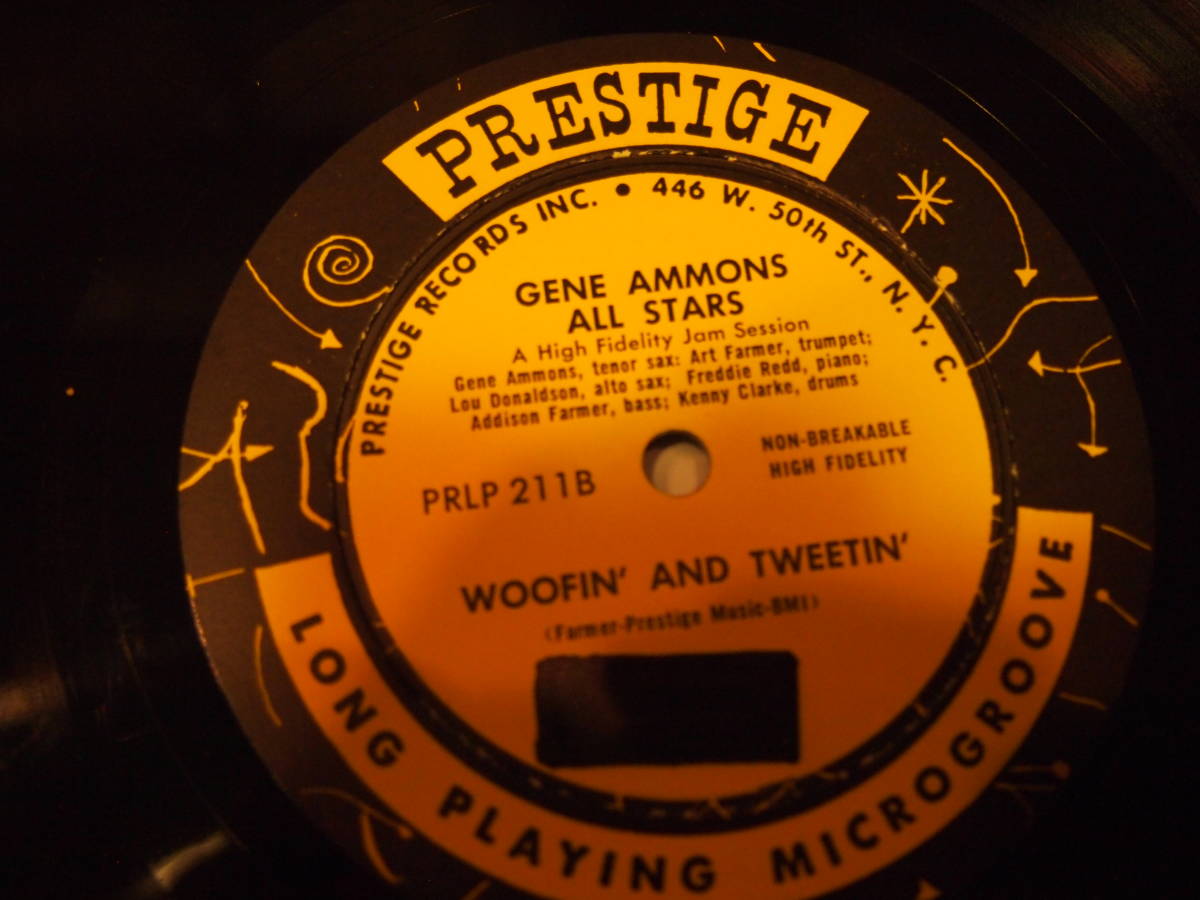 PRESTIGE
PRESTIGE RECORDS INC. • 446 W. 50th ST., N. Y. C.
GENE AMMONS
ALL STARS
A High Fidelity Jam Session
Gene Ammons, tenor sax: Art Farmer, trumpet;
Lou Donaldson, alto sax; Freddie Redd, piano;
Addison Farmer, bass; Kenny Clarke, drums
NON-BREAKABLE
HIGH FIDELITY
PRLP 211B
WOOFIN' AND TWEETIN'
(Farmer-Prestige Music-BMI)
LONG PLAYING MICROGROOVE